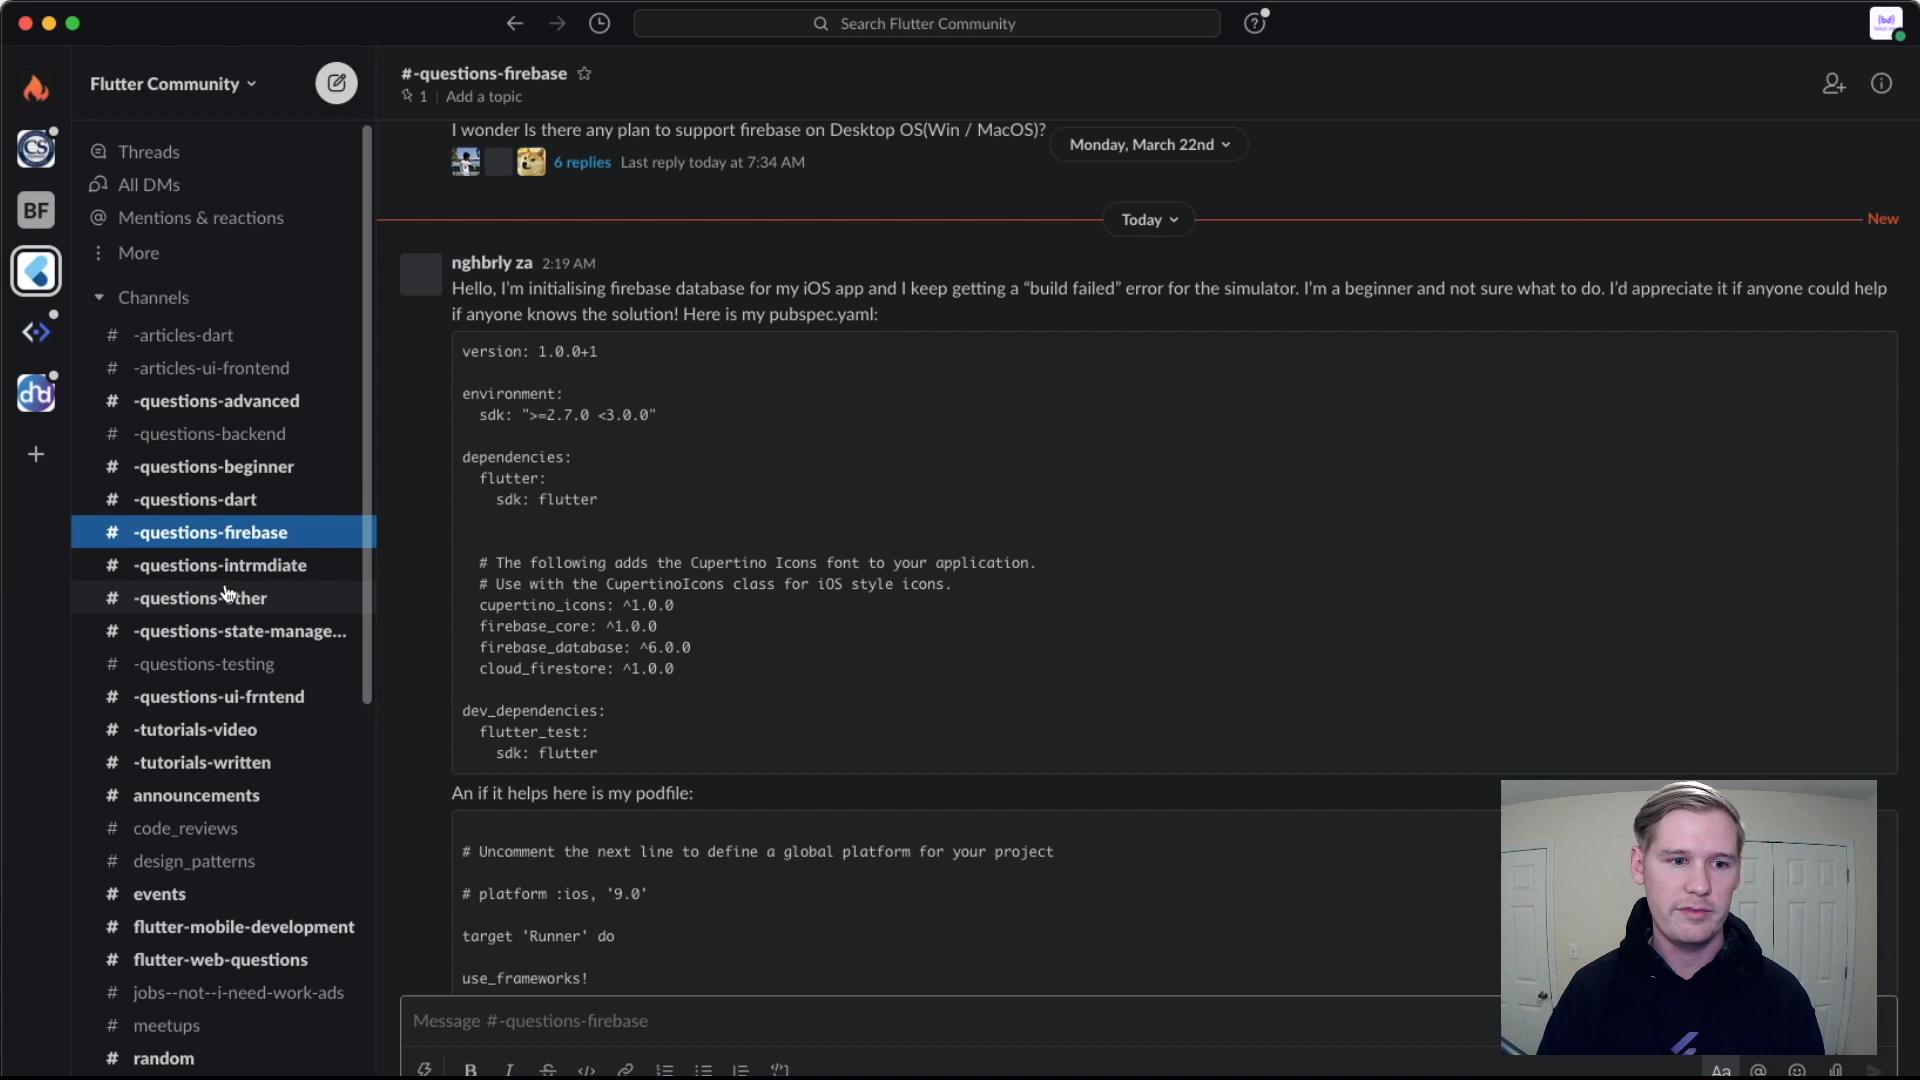 Search Flutter Community
Flutter Community
#-questions-firebase
1 | Add a topic
BF
Threads
All DMs
Mentions & reactions
More
Channels
# -articles-dart
# -articles-ui-frontend
# -questions-advanced
# -questions-backend
# -questions-beginner
# -questions-dart
# -questions-firebase
# -questions-intrmdiate
# -questions-other
# -questions-state-manage...
# -questions-testing
# -questions-ui-frntend
# -tutorials-video
# -tutorials-written
# announcements
# code_reviews
# design_patterns
# events
# flutter-mobile-development
# flutter-web-questions
# jobs--not--i-need-work-ads
# meetups
# random
I wonder Is there any plan to support firebase on Desktop OS(Win / MacOS)?
Monday, March 22nd
6 replies Last reply today at 7:34 AM
Today
New
nghbrly za 2:19 AM
Hello, I'm initialising firebase database for my iOS app and I keep getting a “build failed” error for the simulator. I'm a beginner and not sure what to do. I'd appreciate it if anyone could help
if anyone knows the solution! Here is my pubspec.yaml:
version: 1.0.0+1
environment:
sdk: ">=2.7.0 <3.0.0"
dependencies:
flutter:
sdk: flutter
# The following adds the Cupertino Icons font to your application.
# Use with the CupertinoIcons class for iOS style icons.
cupertino_icons: ^1.0.0
firebase_core: ^1.0.0
firebase_database: ^6.0.0
cloud_firestore: ^1.0.0
dev_dependencies:
flutter_test:
sdk: flutter
An if it helps here is my podfile:
# Uncomment the next line to define a global platform for your project
# platform :ios, '9.0'
target 'Runner' do
use_frameworks!
Message #-questions-firebase
Aa